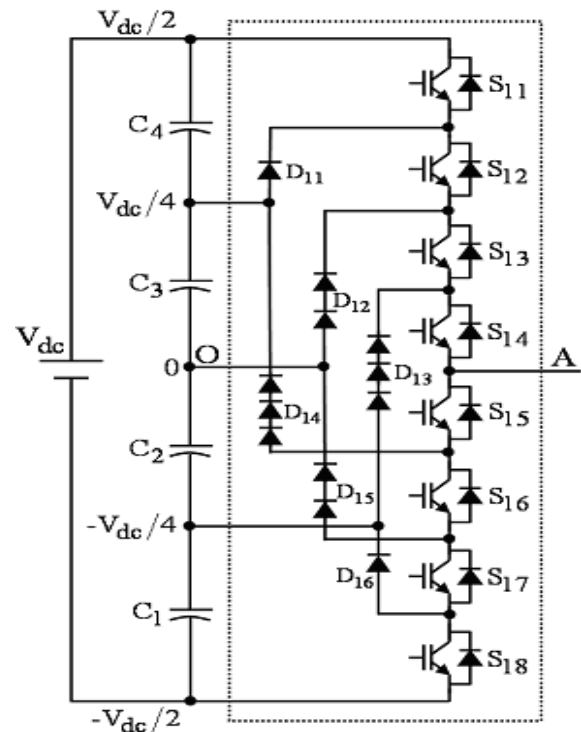 Vdc/2
S11
C4
D11
S12
Vdc/4
S13
C3
D12
Vdc
S14
0 O
D13
A
D14
S15
C2
D15
S16
-Vdc/4
D16
S17
C1
S18
-Vdc/2